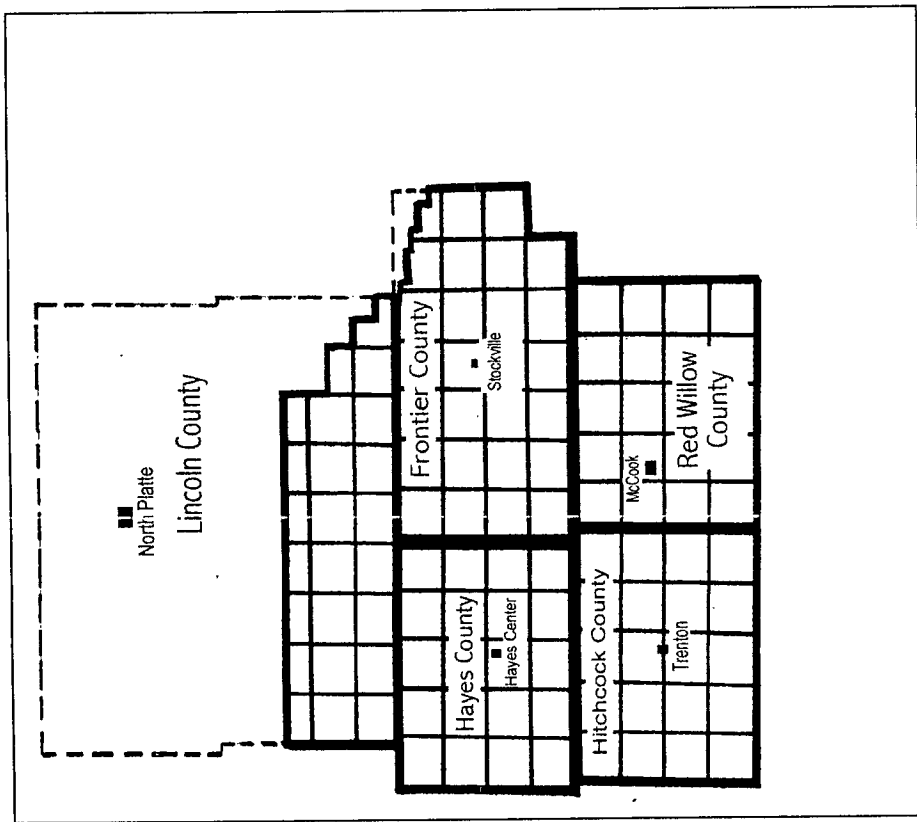 North Platte
Lincoln County
Frontier County
Stockville
Hayes County
Hayes Center
Hitchcock County
Trenton
McCook
Red Willow
County